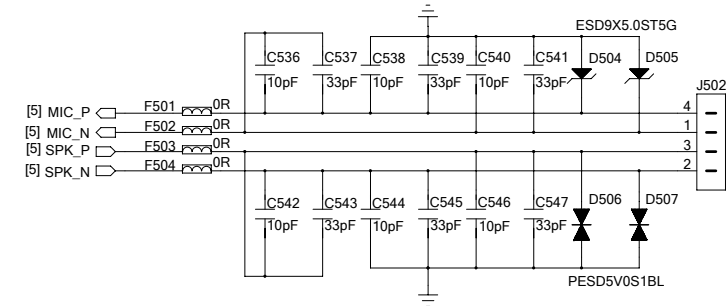 ESD9X5.0ST5G
C536 C537 C538 C539 C540 C541 D504 D505
10pF 33pF 10pF 33pF 10pF 33pF
J502
[5] MIC_P F501 0R 4
[5] MIC_N F502 0R 1
[5] SPK_P F503 0R 3
[5] SPK_N F504 0R 2
C542 C543 C544 C545 C546 C547 D506 D507
10pF 33pF 10pF 33pF 10pF 33pF
PESD5V0S1BL